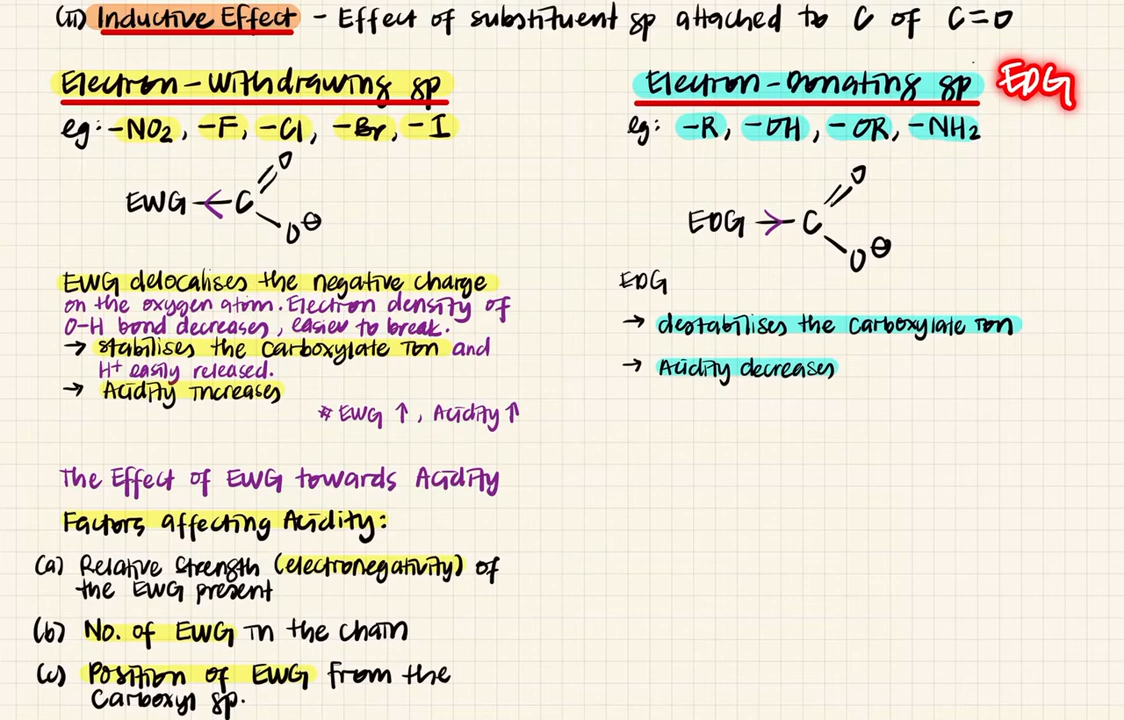 (ii) Inductive Effect - Effect of substituent gp attached to C of C=O
Electron-withdrawing gp
eg: -NO2, -F, -Cl, -Br, -I
EWG C O O⊖
EWG delocalises the negative charge
on the oxygen atom. Electron density of
O-H bond decreases, easier to break.
→ stabilises the carboxylate ion and
H+ easily released.
→ Acidity increases
* EWG ↑, Acidity ↑
The Effect of EWG towards Acidity
Factors affecting Acidity:
(a) Relative strength (electronegativity) of
the EWG present
(b) No. of EWG in the chain
(c) Position of EWG from the
Carboxyl gp.
Electron-Donating gp EDG
eg: -R, -OH, -OR, -NH2
EDG C O O⊖
EDG
→ destabilises the carboxylate ion
→ Acidity decreases